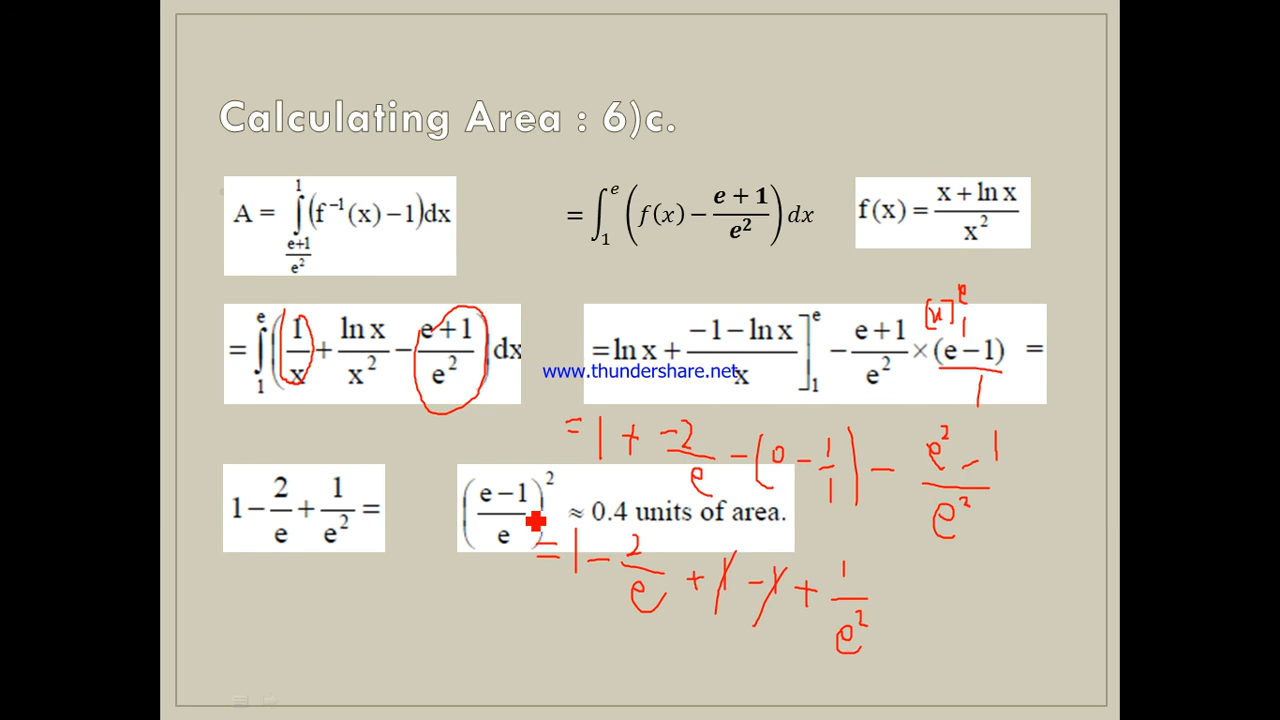 Calculating Area : 6)c.
A = ∫_{(e+1)/e²}^{1} (f⁻¹(x) − 1)dx
= ∫_1^e (f(x) − (e + 1)/e²) dx
f(x) = (x + ln x)/x²
= ∫_1^e (1/x + ln x/x² − (e+1)/e²) dx
= ln x + (−1 − ln x)/x ]_1^e − (e+1)/e² × (e − 1) =
[x]_1^e
1
www.thundershare.net
= 1 + −2/e − (0 − 1/1) − (e² − 1)/e²
1 − 2/e + 1/e² =
((e − 1)/e)² ≈ 0.4 units of area.
= 1 − 2/e + 1 − 1 + 1/e²